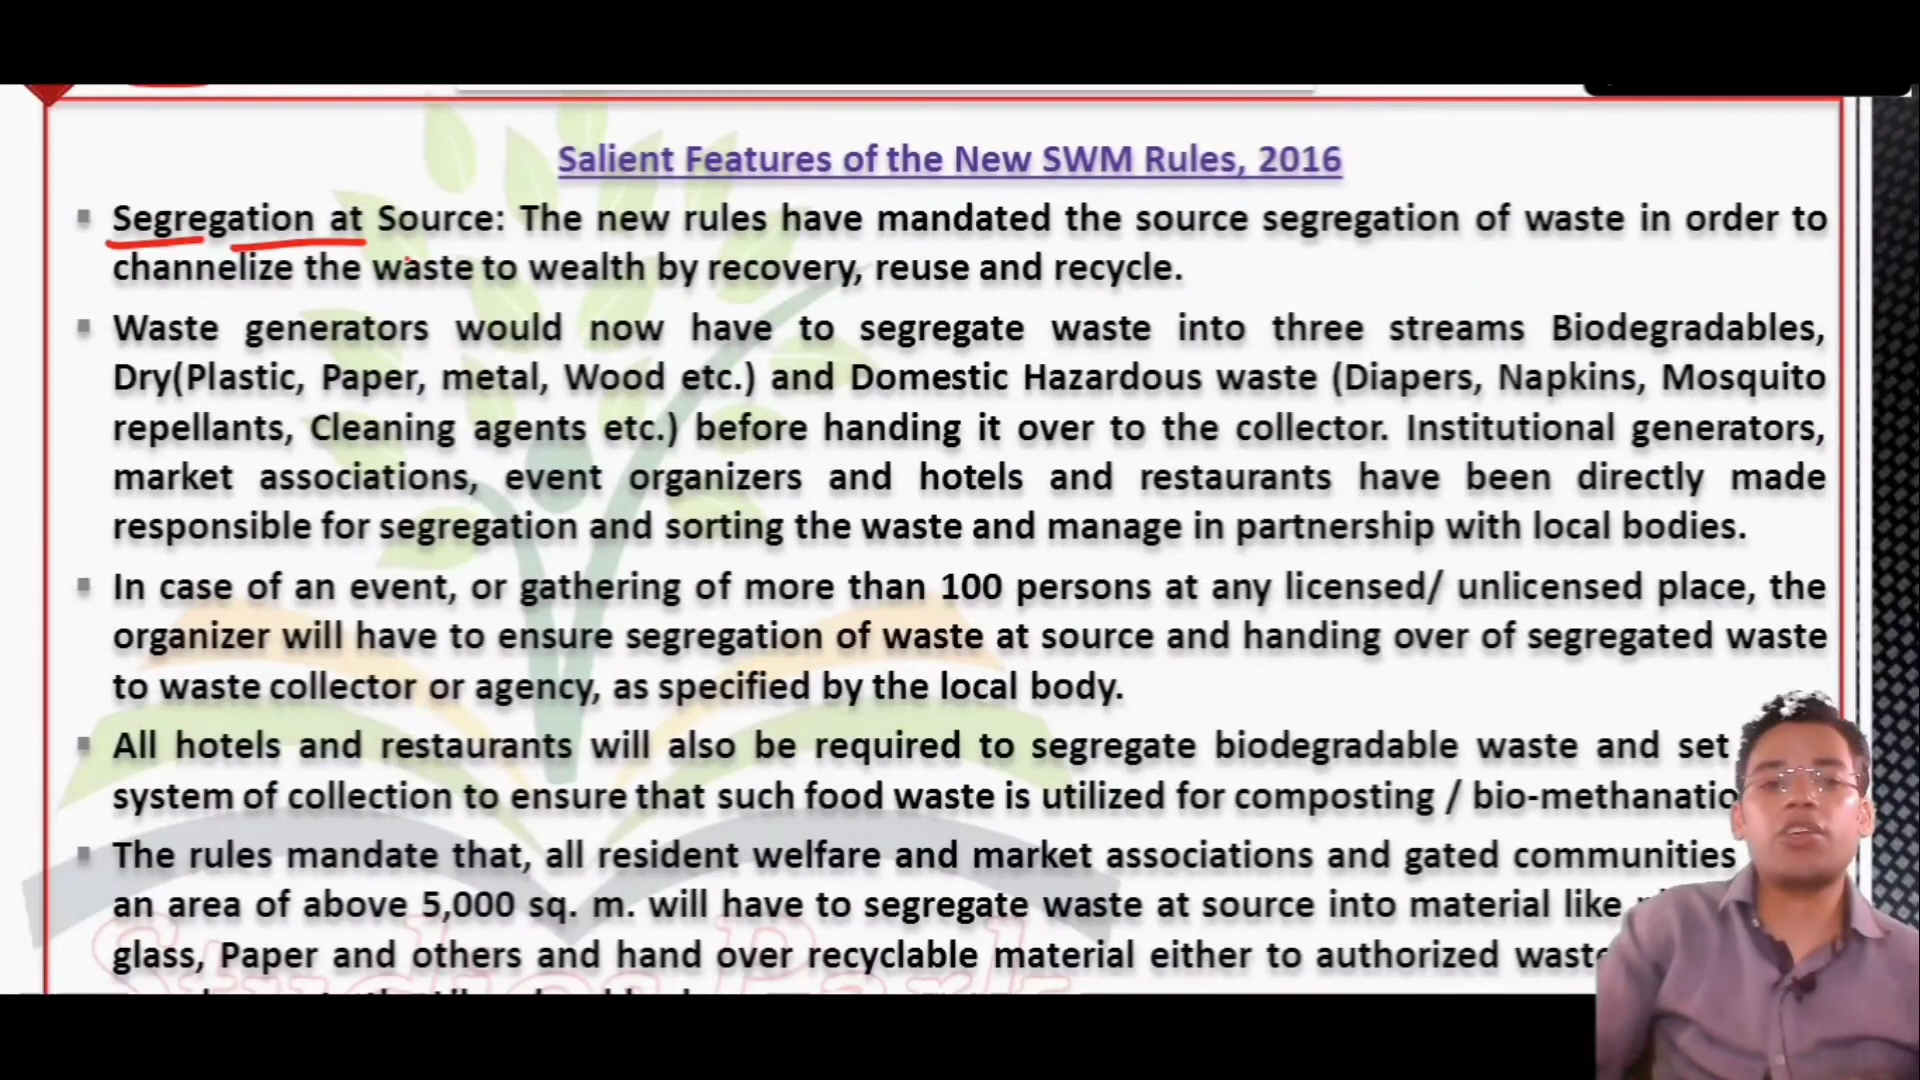 Salient Features of the New SWM Rules, 2016
Segregation at Source: The new rules have mandated the source segregation of waste in order to
channelize the waste to wealth by recovery, reuse and recycle.
Waste generators would now have to segregate waste into three streams Biodegradables,
Dry(Plastic, Paper, metal, Wood etc.) and Domestic Hazardous waste (Diapers, Napkins, Mosquito
repellants, Cleaning agents etc.) before handing it over to the collector. Institutional generators,
market associations, event organizers and hotels and restaurants have been directly made
responsible for segregation and sorting the waste and manage in partnership with local bodies.
In case of an event, or gathering of more than 100 persons at any licensed/ unlicensed place, the
organizer will have to ensure segregation of waste at source and handing over of segregated waste
to waste collector or agency, as specified by the local body.
All hotels and restaurants will also be required to segregate biodegradable waste and set
system of collection to ensure that such food waste is utilized for composting / bio-methanatio
The rules mandate that, all resident welfare and market associations and gated communities
an area of above 5,000 sq. m. will have to segregate waste at source into material like
glass, Paper and others and hand over recyclable material either to authorized waste